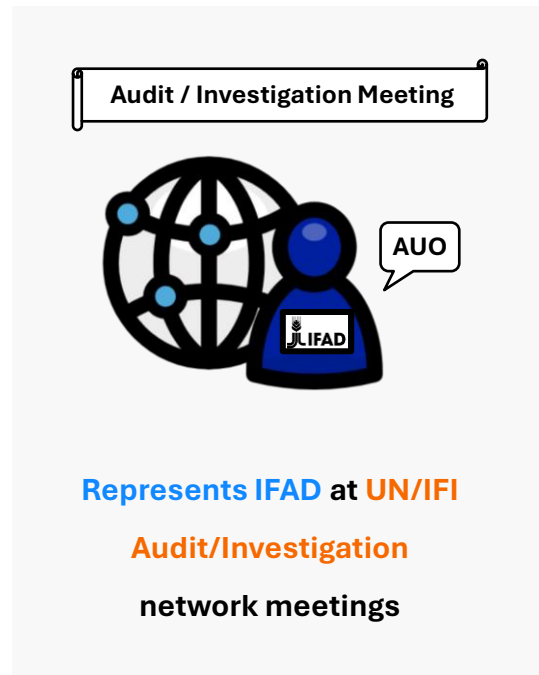 Audit / Investigation Meeting
AUO
IFAD
Represents IFAD at UN/IFI
Audit/Investigation
network meetings